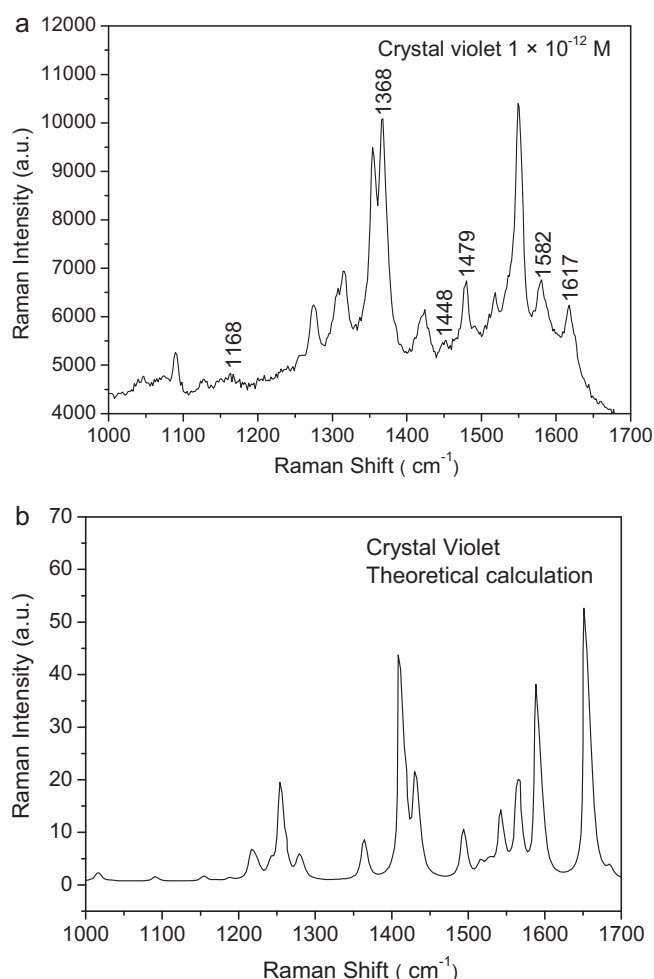 a
12000
11000
10000
9000
8000
7000
6000
5000
4000
Raman Intensity (a.u.)
Crystal violet 1 × 10⁻¹² M
1168
1368
1448
1479
1582
1617
1000 1100 1200 1300 1400 1500 1600 1700
Raman Shift ( cm⁻¹)
b
70
60
50
40
30
20
10
0
Raman Intensity (a.u.)
Crystal Violet
Theoretical calculation
1000 1100 1200 1300 1400 1500 1600 1700
Raman Shift ( cm⁻¹)